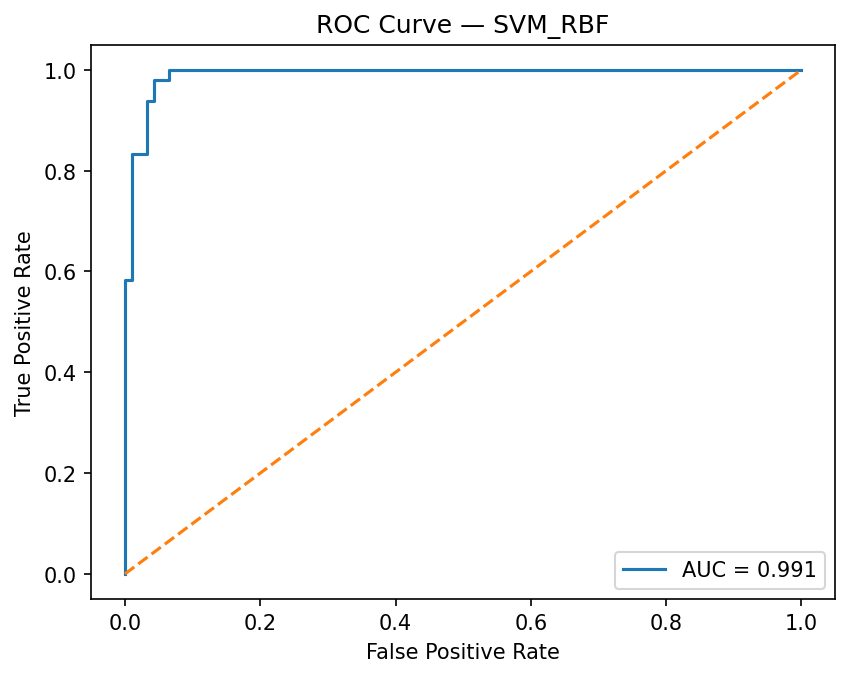 ROC Curve — SVM_RBF
True Positive Rate
1.0
0.8
0.6
0.4
0.2
0.0
0.0 0.2 0.4 0.6 0.8 1.0
False Positive Rate
AUC = 0.991